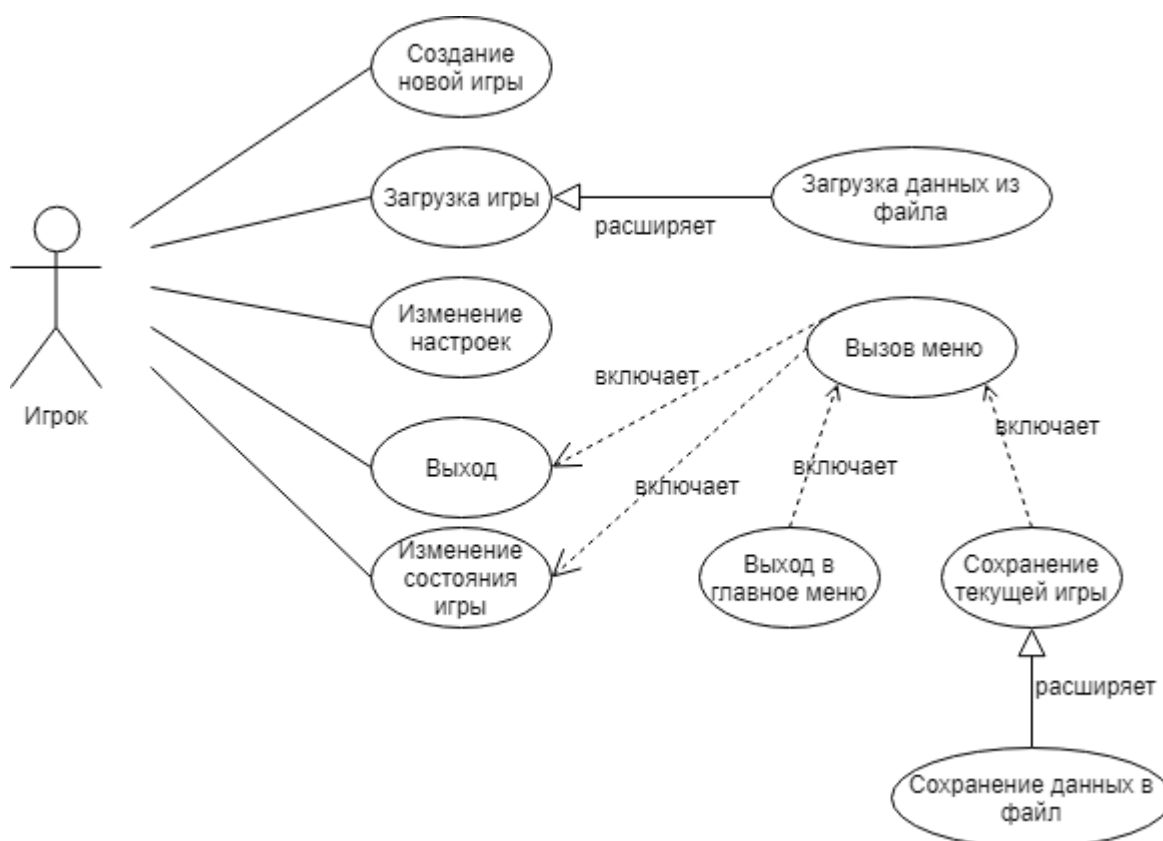 Создание
новой игры
Загрузка игры
расширяет
Загрузка данных из
файла
Игрок
Изменение
настроек
Вызов меню
включает
включает
Выход
включает
включает
Изменение
состояния
игры
Выход в
главное меню
Сохранение
текущей игры
расширяет
Сохранение данных в
файл